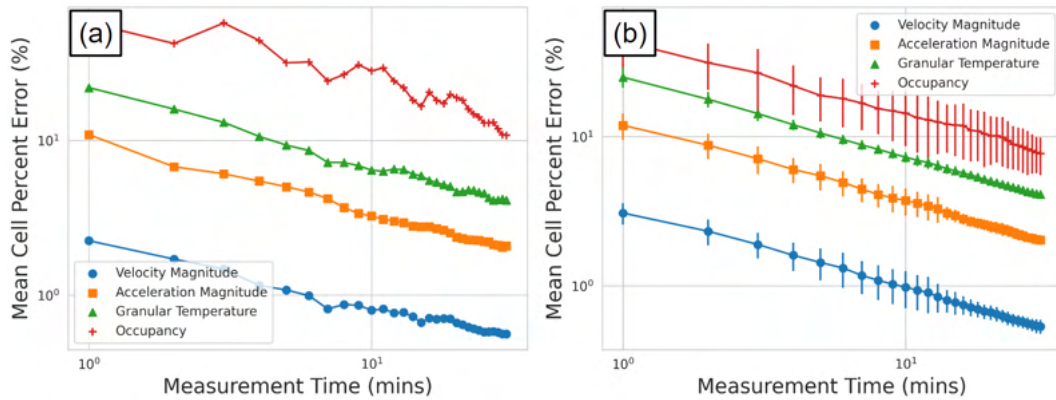 (a)
Mean Cell Percent Error (%)
10¹
10⁰
Velocity Magnitude
Acceleration Magnitude
Granular Temperature
Occupancy
10⁰
10¹
Measurement Time (mins)
(b)
Mean Cell Percent Error (%)
10¹
10⁰
Velocity Magnitude
Acceleration Magnitude
Granular Temperature
Occupancy
10⁰
10¹
Measurement Time (mins)